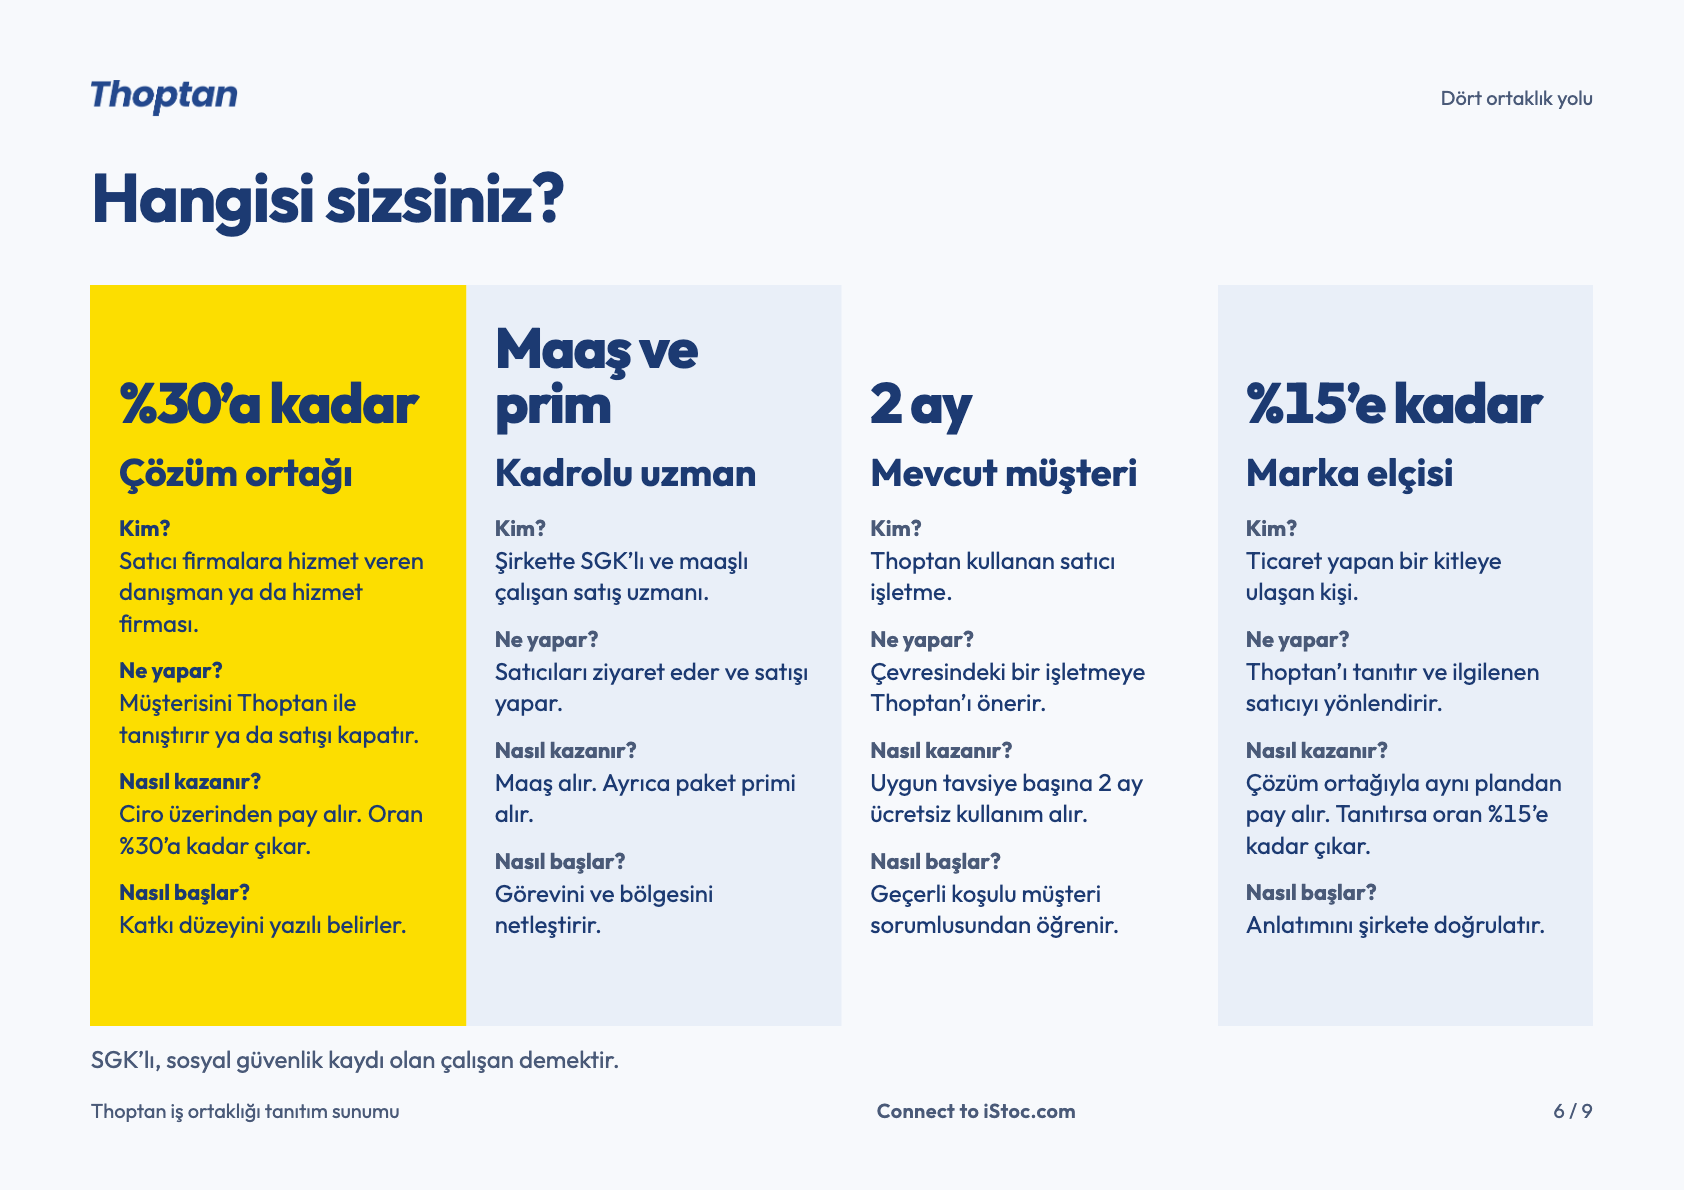 Thoptan
Dört ortaklık yolu
Hangisi sizsiniz?
%30’a kadar
Çözüm ortağı
Kim?
Satıcı firmalara hizmet veren
danışman ya da hizmet
firması.
Ne yapar?
Müşterisini Thoptan ile
tanıştırır ya da satışı kapatır.
Nasıl kazanır?
Ciro üzerinden pay alır. Oran
%30’a kadar çıkar.
Nasıl başlar?
Katkı düzeyini yazılı belirler.
Maaş ve
prim
Kadrolu uzman
Kim?
Şirkette SGK’lı ve maaşlı
çalışan satış uzmanı.
Ne yapar?
Satıcıları ziyaret eder ve satışı
yapar.
Nasıl kazanır?
Maaş alır. Ayrıca paket primi
alır.
Nasıl başlar?
Görevini ve bölgesini
netleştirir.
2 ay
Mevcut müşteri
Kim?
Thoptan kullanan satıcı
işletme.
Ne yapar?
Çevresindeki bir işletmeye
Thoptan’ı önerir.
Nasıl kazanır?
Uygun tavsiye başına 2 ay
ücretsiz kullanım alır.
Nasıl başlar?
Geçerli koşulu müşteri
sorumlusundan öğrenir.
%15’e kadar
Marka elçisi
Kim?
Ticaret yapan bir kitleye
ulaşan kişi.
Ne yapar?
Thoptan’ı tanıtır ve ilgilenen
satıcıyı yönlendirir.
Nasıl kazanır?
Çözüm ortağıyla aynı plandan
pay alır. Tanıtırsa oran %15’e
kadar çıkar.
Nasıl başlar?
Anlatımını şirkete doğrulatır.
SGK’lı, sosyal güvenlik kaydı olan çalışan demektir.
Thoptan iş ortaklığı tanıtım sunumu
Connect to iStoc.com
6 / 9